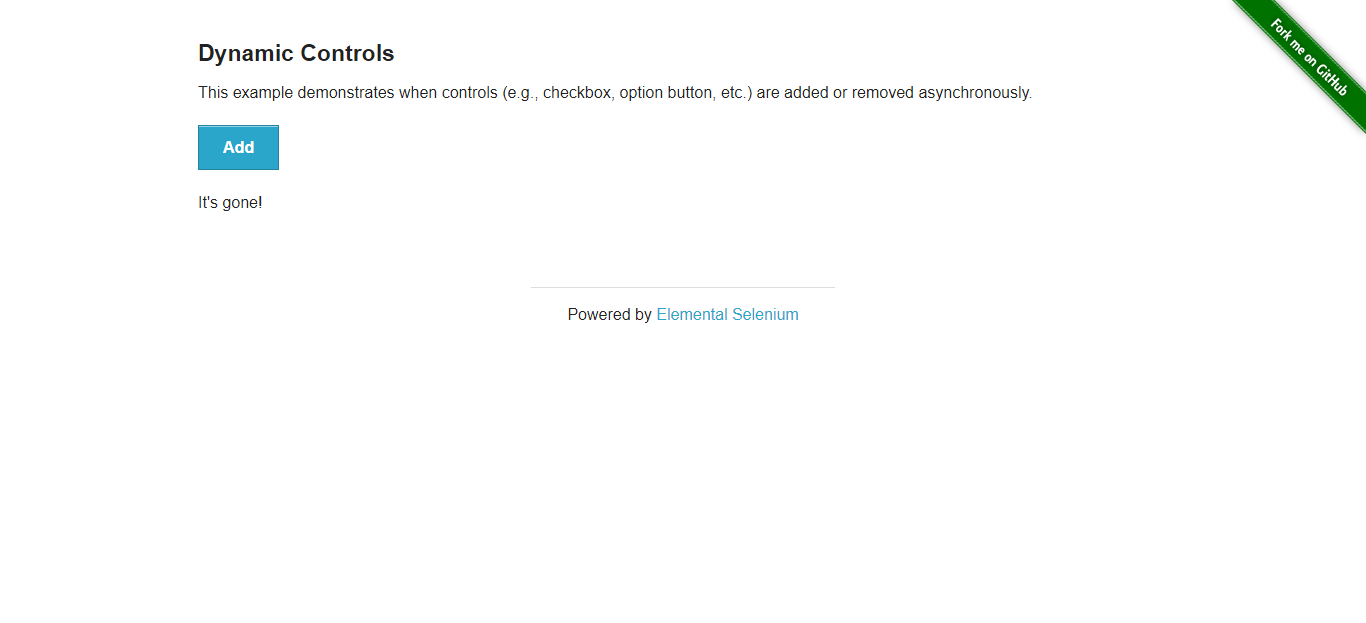 Dynamic Controls
This example demonstrates when controls (e.g., checkbox, option button, etc.) are added or removed asynchronously.
Add
It's gone!
Powered by Elemental Selenium
Fork me on GitHub